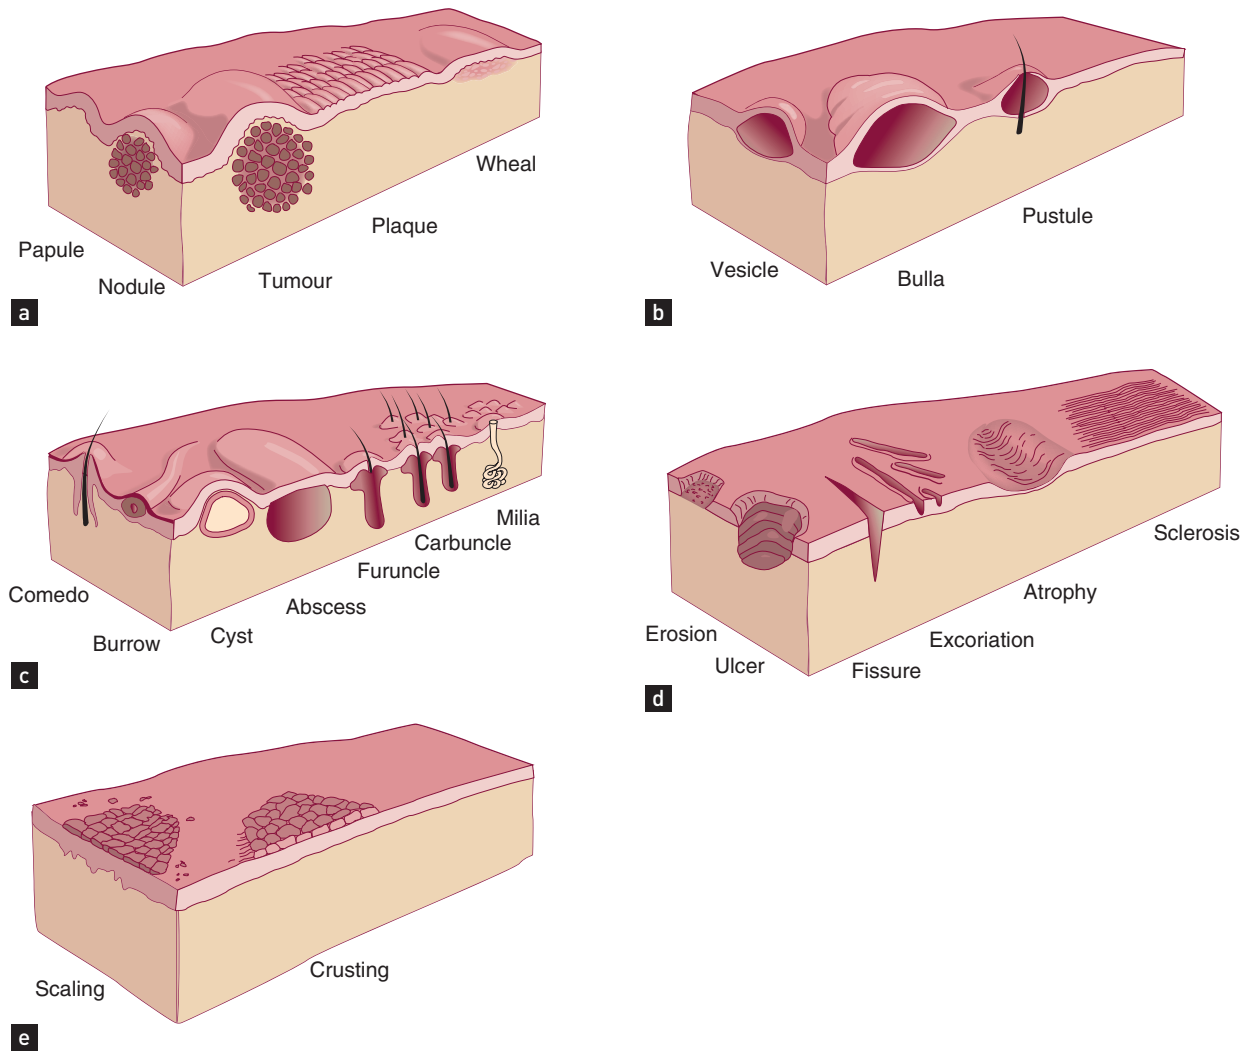 Papule
Nodule
Tumour
Plaque
Wheal
a
Vesicle
Bulla
Pustule
b
Comedo
Burrow
Cyst
Abscess
Furuncle
Carbuncle
Milia
c
Erosion
Ulcer
Fissure
Excoriation
Atrophy
Sclerosis
d
Scaling
Crusting
e